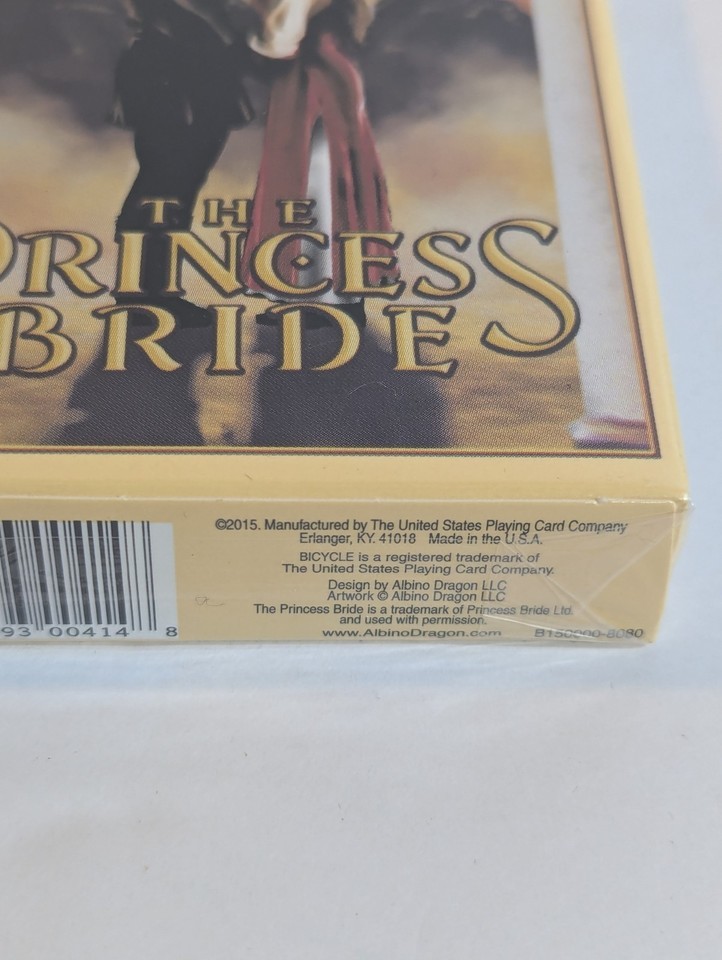 THE
PRINCESS
BRIDE
©2015. Manufactured by The United States Playing Card Company
Erlanger, KY. 41018 Made in the U.S.A.
BICYCLE is a registered trademark of
The United States Playing Card Company.
Design by Albino Dragon LLC
Artwork © Albino Dragon LLC
The Princess Bride is a trademark of Princess Bride Ltd.
and used with permission.
93 00414 8
www.AlbinoDragon.com